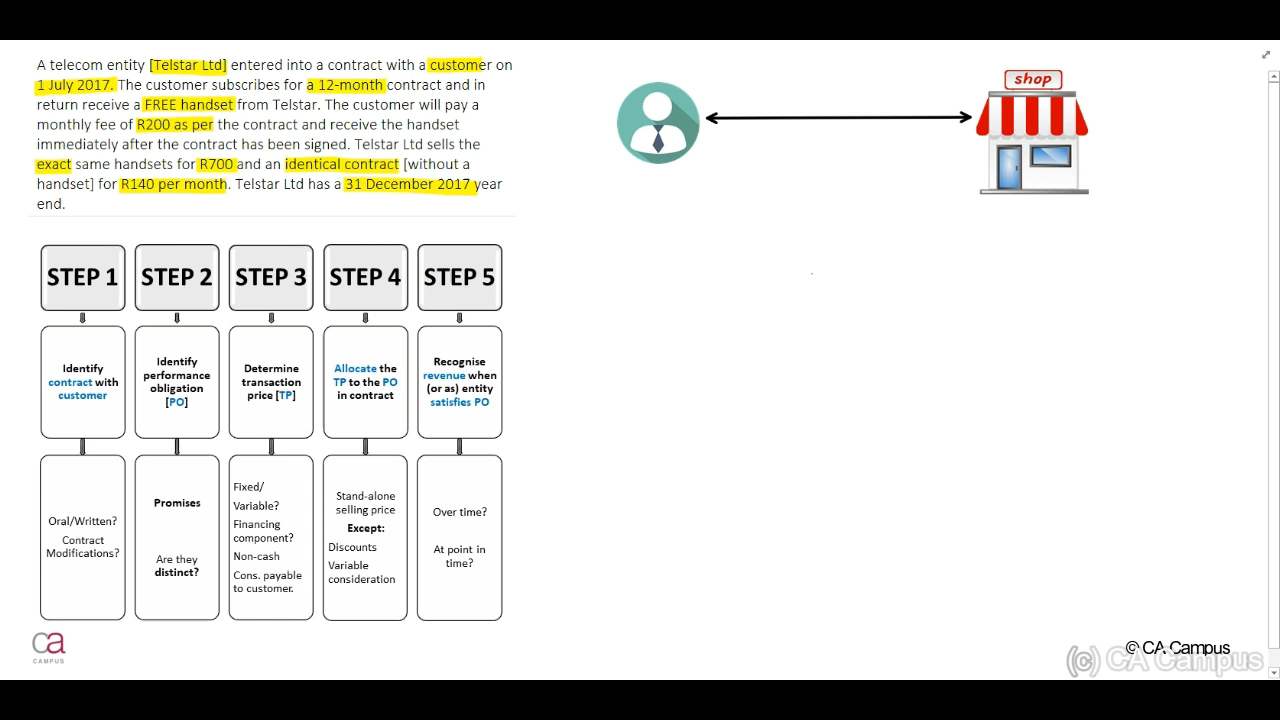 A telecom entity [Telstar Ltd] entered into a contract with a customer on
1 July 2017. The customer subscribes for a 12-month contract and in
return receive a FREE handset from Telstar. The customer will pay a
monthly fee of R200 as per the contract and receive the handset
immediately after the contract has been signed. Telstar Ltd sells the
exact same handsets for R700 and an identical contract [without a
handset] for R140 per month. Telstar Ltd has a 31 December 2017 year
end.
shop
STEP 1
STEP 2
STEP 3
STEP 4
STEP 5
Identify
contract with
customer
Identify
performance
obligation
[PO]
Determine
transaction
price [TP]
Allocate the
TP to the PO
in contract
Recognise
revenue when
(or as) entity
satisfies PO
Oral/Written?
Contract
Modifications?
Promises
Are they
distinct?
Fixed/
Variable?
Financing
component?
Non-cash
Cons. payable
to customer.
Stand-alone
selling price
Except:
Discounts
Variable
consideration
Over time?
At point in
time?
ca
CAMPUS
© CA Campus
(c) CA Campus